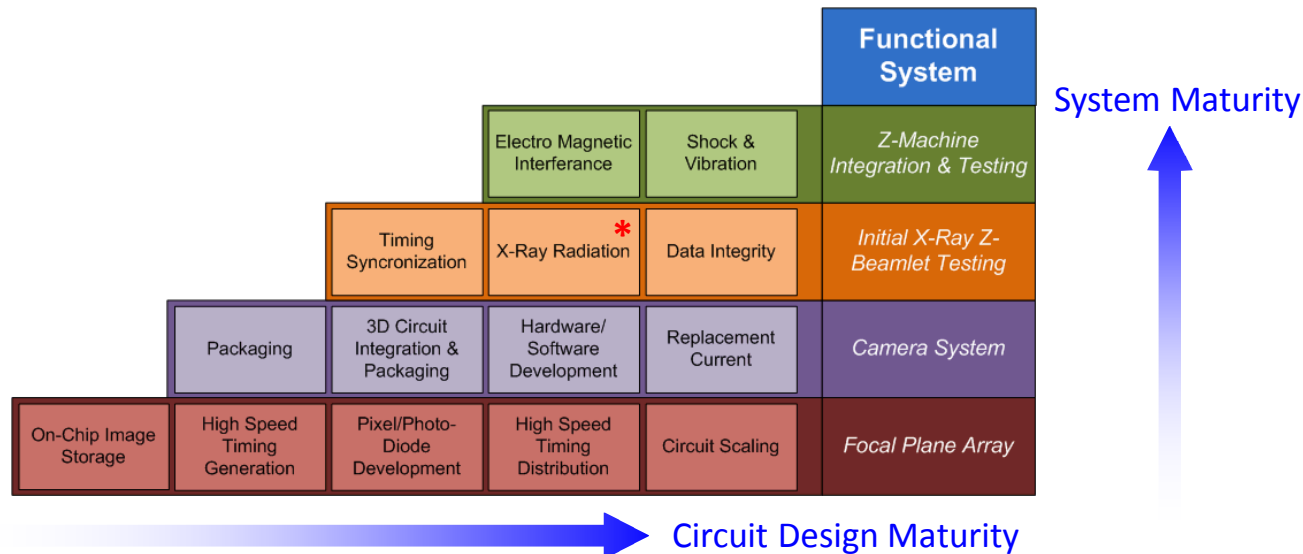 Functional
System
System Maturity
Electro Magnetic
Interferance
Shock &
Vibration
Z-Machine
Integration & Testing
Timing
Syncronization
*
X-Ray Radiation
Data Integrity
Initial X-Ray Z-
Beamlet Testing
Packaging
3D Circuit
Integration &
Packaging
Hardware/
Software
Development
Replacement
Current
Camera System
On-Chip Image
Storage
High Speed
Timing
Generation
Pixel/Photo-
Diode
Development
High Speed
Timing
Distribution
Circuit Scaling
Focal Plane Array
Circuit Design Maturity